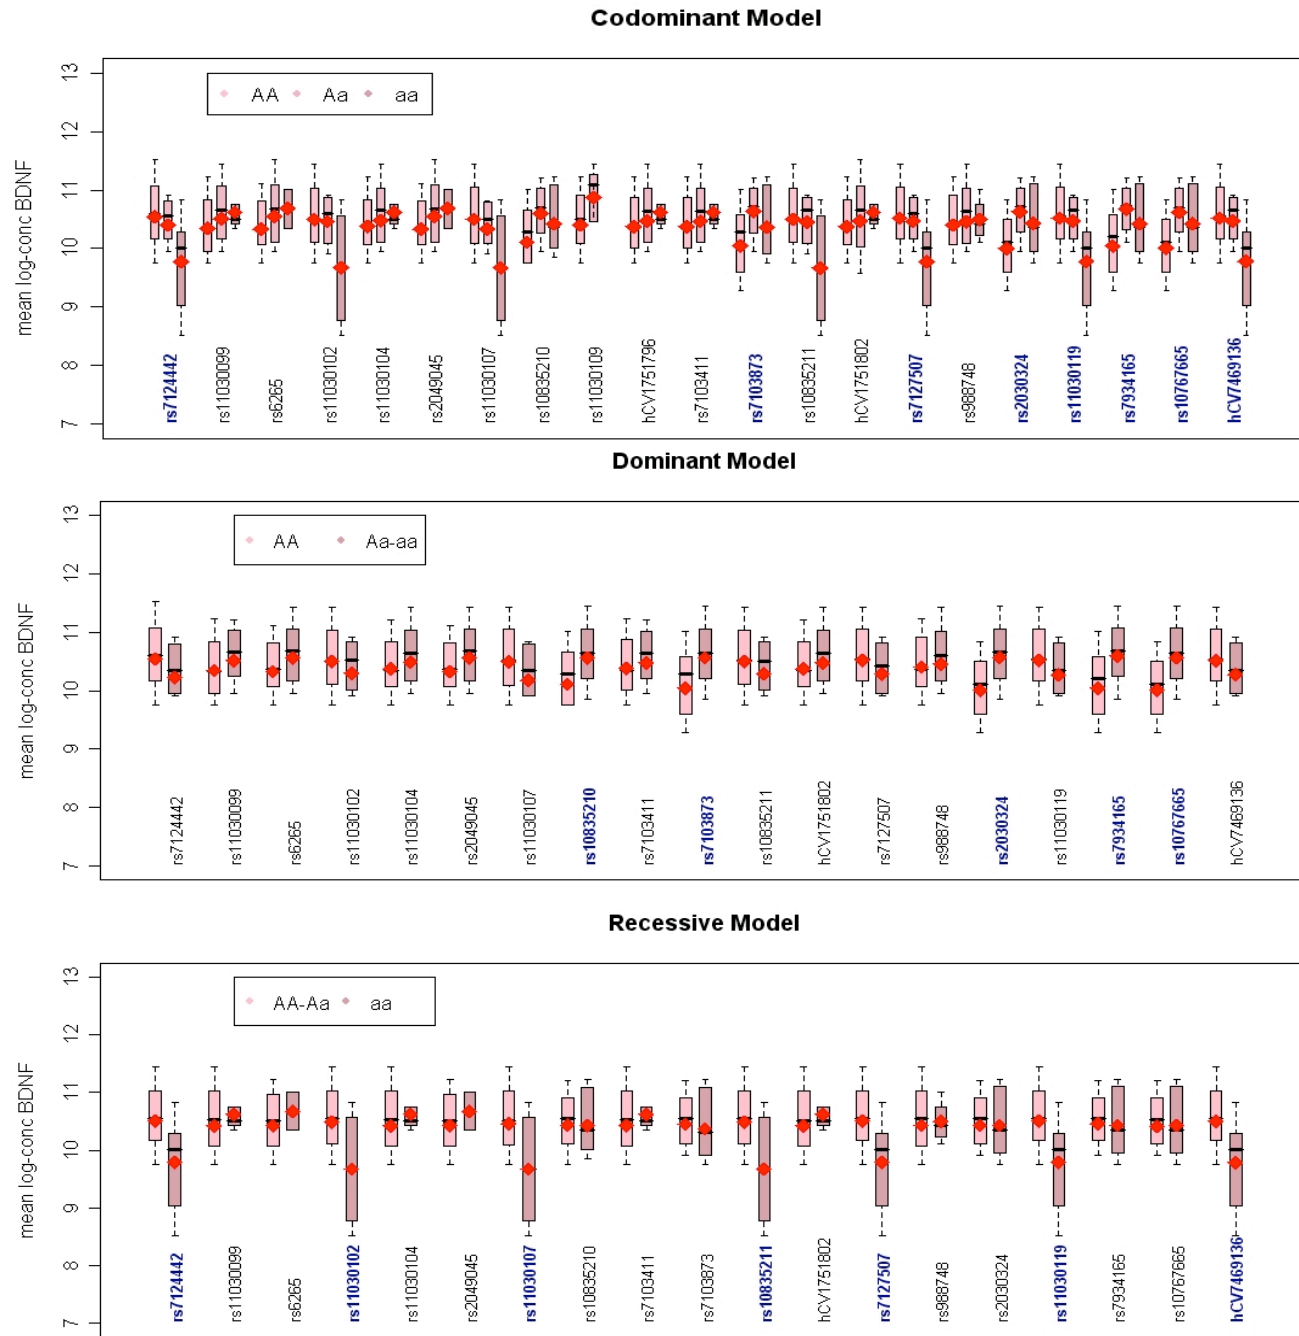 Codominant Model
mean log-conc BDNF
13
12
11
10
9
8
7
AA Aa aa
rs7124442
rs11030099
rs6265
rs11030102
rs11030104
rs2049045
rs11030107
rs10835210
rs11030109
hCV1751796
rs7103411
rs7103873
rs10835211
hCV1751802
rs7127507
rs988748
rs2030324
rs11030119
rs7934165
rs10767665
hCV7469136
Dominant Model
mean log-conc BDNF
13
12
11
10
9
8
7
AA Aa-aa
rs7124442
rs11030099
rs6265
rs11030102
rs11030104
rs2049045
rs11030107
rs10835210
rs7103411
rs7103873
rs10835211
hCV1751802
rs7127507
rs988748
rs2030324
rs11030119
rs7934165
rs10767665
hCV7469136
Recessive Model
mean log-conc BDNF
13
12
11
10
9
8
7
AA-Aa aa
rs7124442
rs11030099
rs6265
rs11030102
rs11030104
rs2049045
rs11030107
rs10835210
rs7103411
rs7103873
rs10835211
hCV1751802
rs7127507
rs988748
rs2030324
rs11030119
rs7934165
rs10767665
hCV7469136